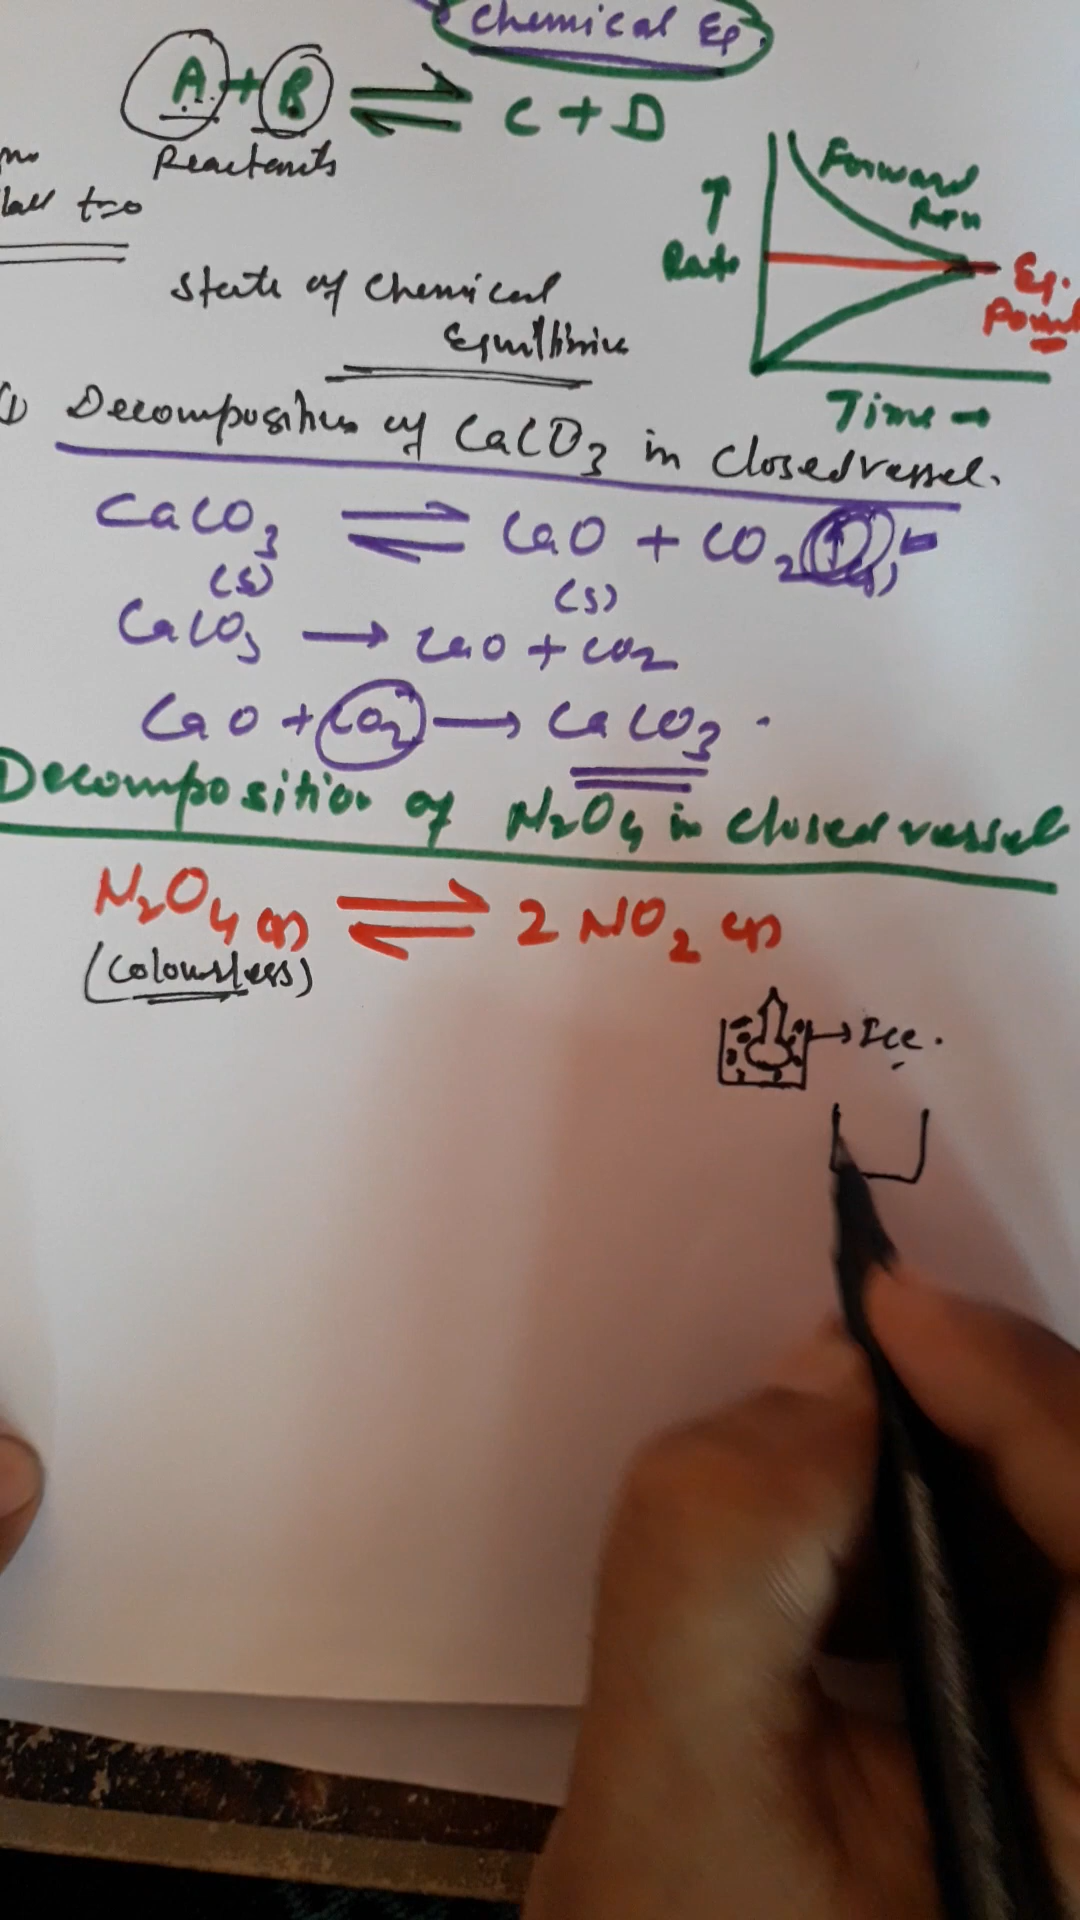 Chemical Eq.
A + B ⇌ C + D
Reactants
t=0
Forward
Rxn
↑
Rate
Eq.
Point
Time →
State of Chemical
Equilibrium
(1) Decomposition of CaCO3 in Closed vessel.
CaCO3 ⇌ CaO + CO2 ↑
(s) (s)
CaCO3 → CaO + CO2
CaO + CO2 → CaCO3
Decomposition of N2O4 in closed vessel
N2O4 (g) ⇌ 2 NO2 (g)
(Colourless)
→ Ice.